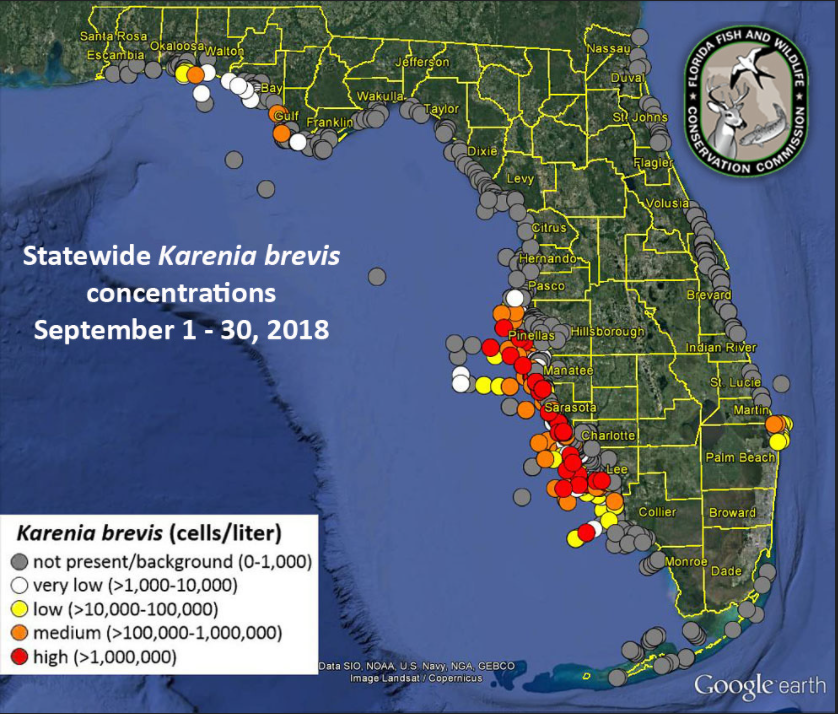 Statewide Karenia brevis
concentrations
September 1 - 30, 2018
FLORIDA FISH AND WILDLIFE
CONSERVATION COMMISSION
Santa Rosa
Escambia
Okaloosa
Walton
Bay
Gulf
Franklin
Wakulla
Jefferson
Taylor
Dixie
Levy
Citrus
Hernando
Pasco
Pinellas
Hillsborough
Manatee
Sarasota
Charlotte
Lee
Collier
Monroe
Dade
Broward
Palm Beach
Martin
St. Lucie
Indian River
Brevard
Volusia
Flagler
St. Johns
Duval
Nassau
Karenia brevis (cells/liter)
not present/background (0-1,000)
very low (>1,000-10,000)
low (>10,000-100,000)
medium (>100,000-1,000,000)
high (>1,000,000)
Data SIO, NOAA, U.S. Navy, NGA, GEBCO
Image Landsat / Copernicus
Google earth